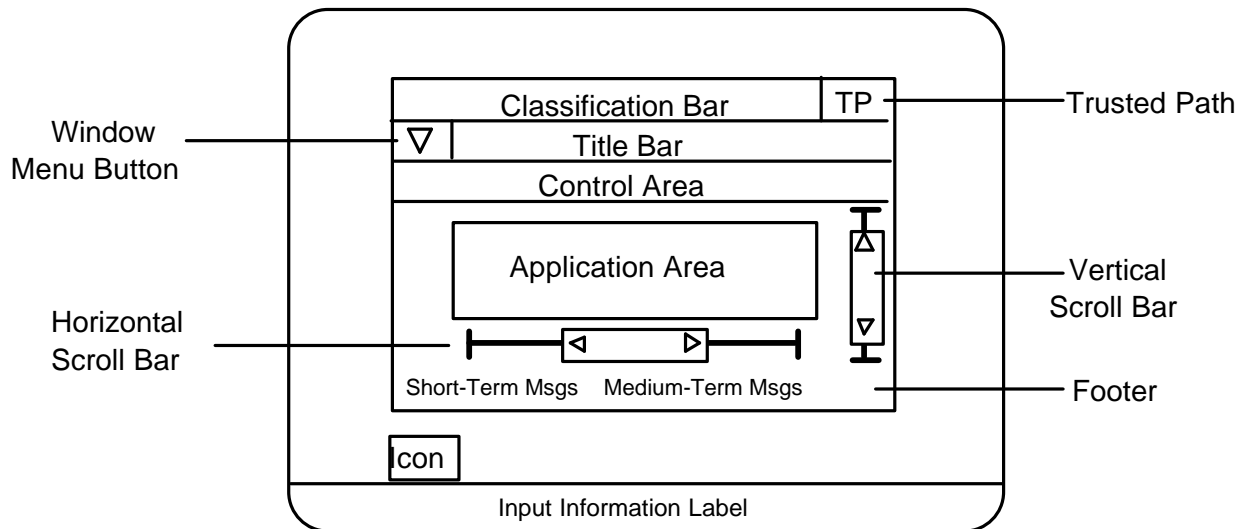 Classification Bar
TP
Trusted Path
Window
Menu Button
Title Bar
Control Area
Application Area
Vertical
Scroll Bar
Horizontal
Scroll Bar
Short-Term Msgs
Medium-Term Msgs
Footer
Icon
Input Information Label